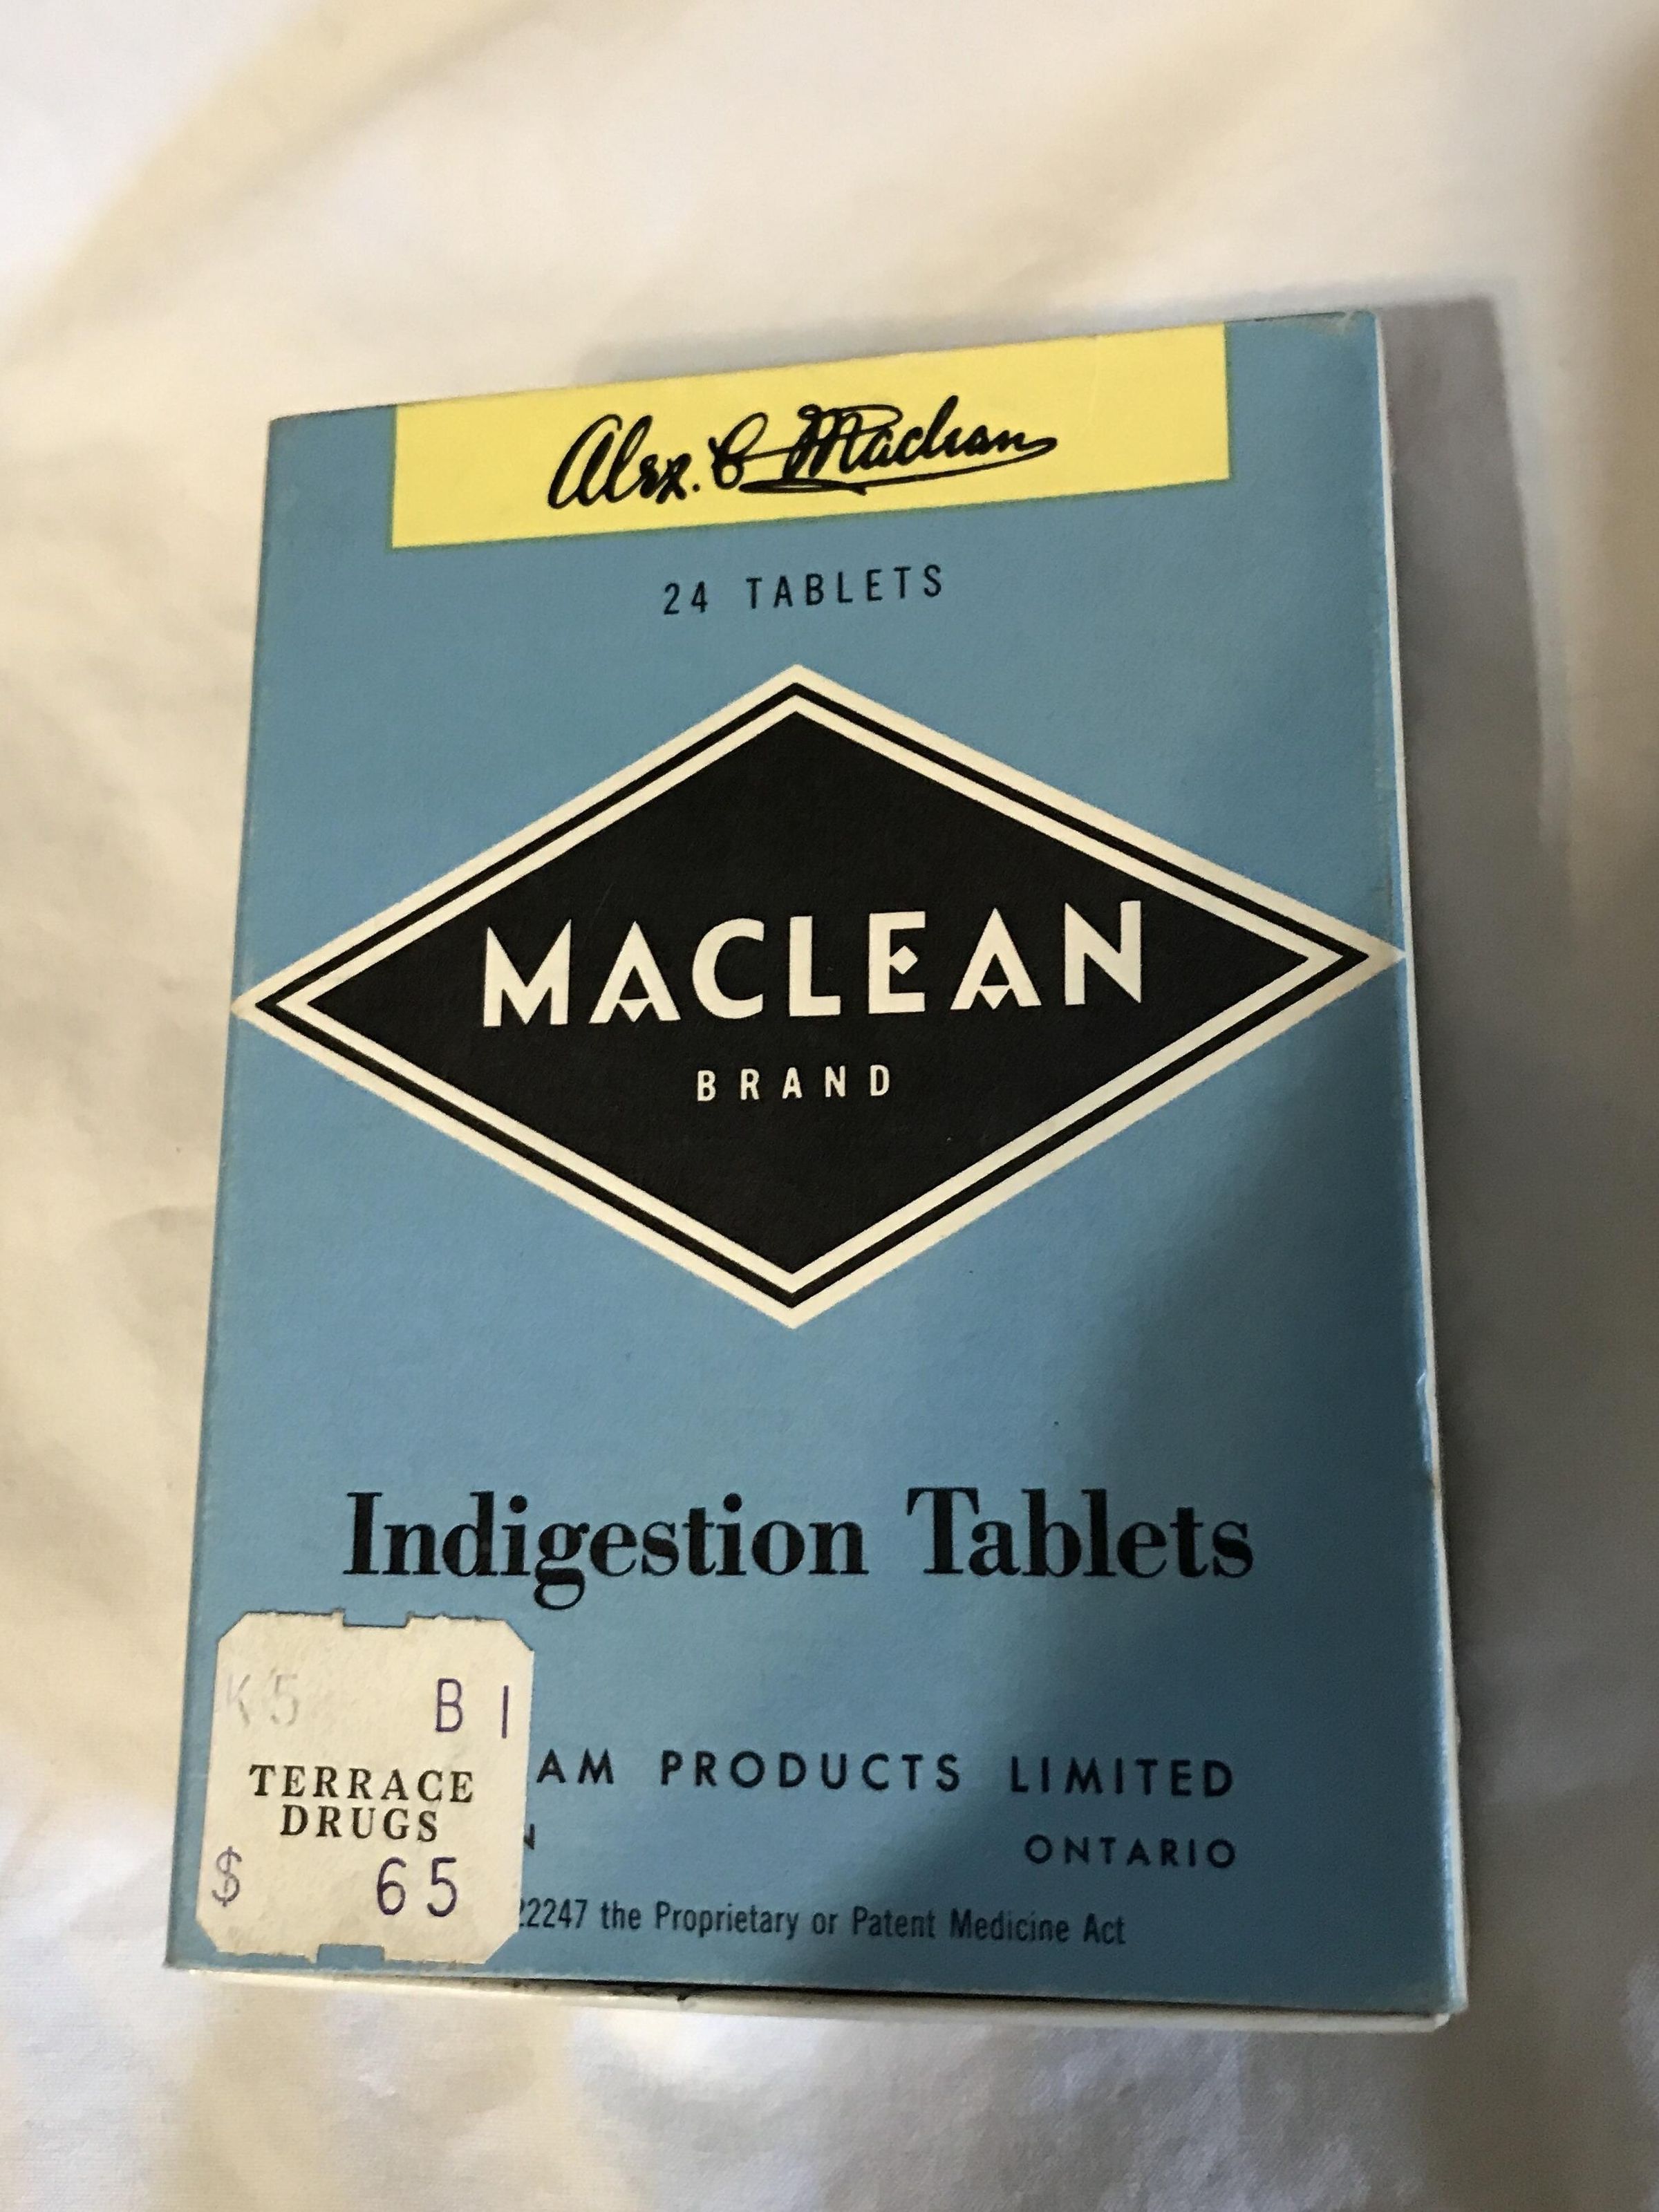 Alex. C. Maclean
24 TABLETS
MACLEAN
BRAND
Indigestion Tablets
K5 B1
TERRACE
DRUGS
$ 65
AM PRODUCTS LIMITED
N ONTARIO
22247 the Proprietary or Patent Medicine Act